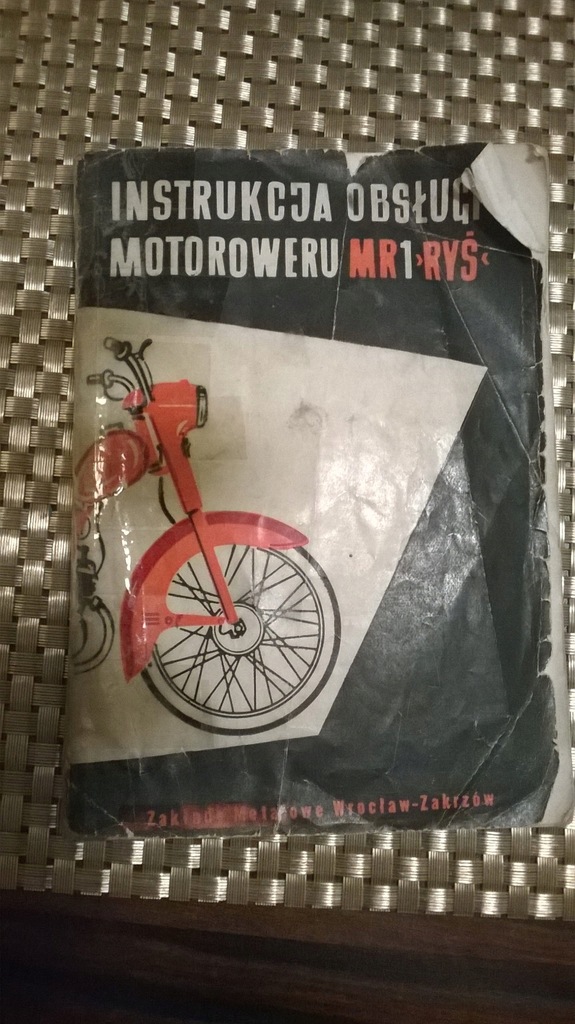 INSTRUKCJA OBSŁUGI
MOTOROWERU MR1 ›RYŚ‹
Zakłady Metalowe Wrocław-Zakrzów